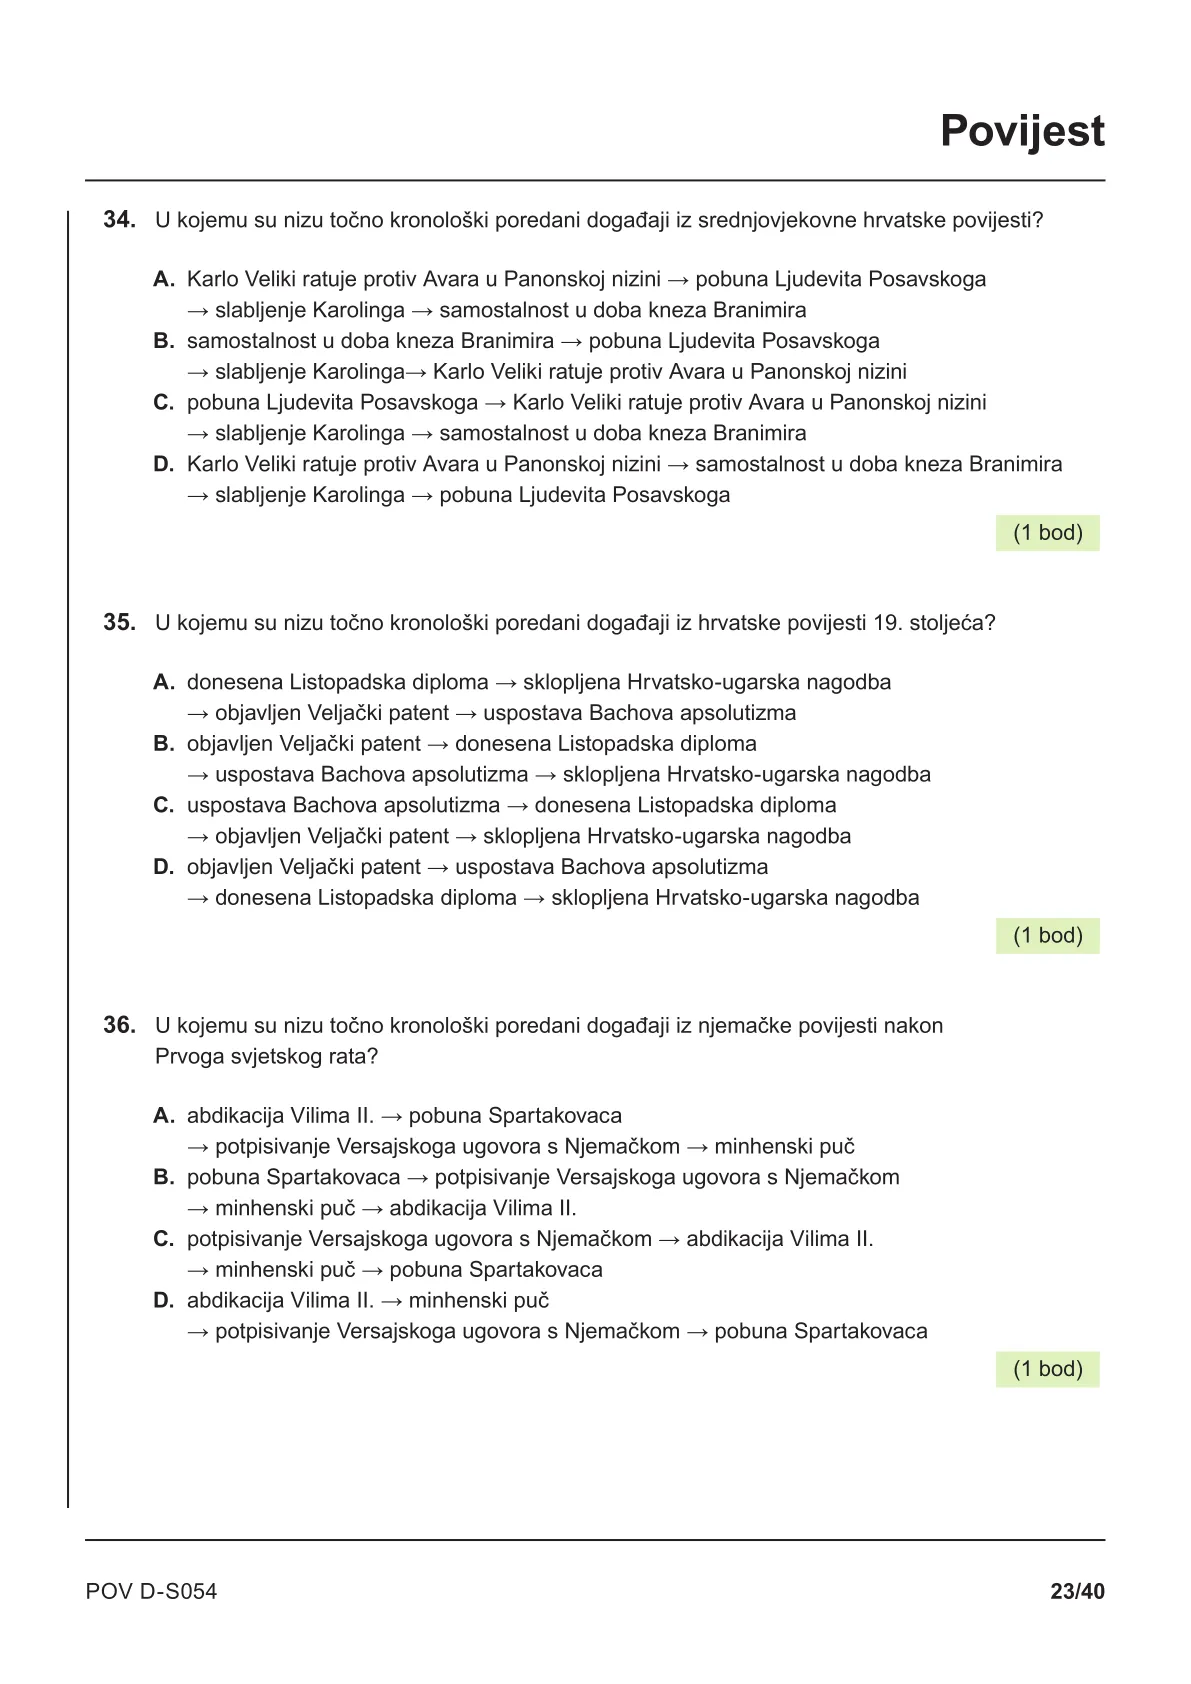 Povijest
34. U kojemu su nizu točno kronološki poredani događaji iz srednjovjekovne hrvatske povijesti?
A. Karlo Veliki ratuje protiv Avara u Panonskoj nizini → pobuna Ljudevita Posavskoga
→ slabljenje Karolinga → samostalnost u doba kneza Branimira
B. samostalnost u doba kneza Branimira → pobuna Ljudevita Posavskoga
→ slabljenje Karolinga→ Karlo Veliki ratuje protiv Avara u Panonskoj nizini
C. pobuna Ljudevita Posavskoga → Karlo Veliki ratuje protiv Avara u Panonskoj nizini
→ slabljenje Karolinga → samostalnost u doba kneza Branimira
D. Karlo Veliki ratuje protiv Avara u Panonskoj nizini → samostalnost u doba kneza Branimira
→ slabljenje Karolinga → pobuna Ljudevita Posavskoga
(1 bod)
35. U kojemu su nizu točno kronološki poredani događaji iz hrvatske povijesti 19. stoljeća?
A. donesena Listopadska diploma → sklopljena Hrvatsko-ugarska nagodba
→ objavljen Veljački patent → uspostava Bachova apsolutizma
B. objavljen Veljački patent → donesena Listopadska diploma
→ uspostava Bachova apsolutizma → sklopljena Hrvatsko-ugarska nagodba
C. uspostava Bachova apsolutizma → donesena Listopadska diploma
→ objavljen Veljački patent → sklopljena Hrvatsko-ugarska nagodba
D. objavljen Veljački patent → uspostava Bachova apsolutizma
→ donesena Listopadska diploma → sklopljena Hrvatsko-ugarska nagodba
(1 bod)
36. U kojemu su nizu točno kronološki poredani događaji iz njemačke povijesti nakon
Prvoga svjetskog rata?
A. abdikacija Vilima II. → pobuna Spartakovaca
→ potpisivanje Versajskoga ugovora s Njemačkom → minhenski puč
B. pobuna Spartakovaca → potpisivanje Versajskoga ugovora s Njemačkom
→ minhenski puč → abdikacija Vilima II.
C. potpisivanje Versajskoga ugovora s Njemačkom → abdikacija Vilima II.
→ minhenski puč → pobuna Spartakovaca
D. abdikacija Vilima II. → minhenski puč
→ potpisivanje Versajskoga ugovora s Njemačkom → pobuna Spartakovaca
(1 bod)
POV D-S054
23/40